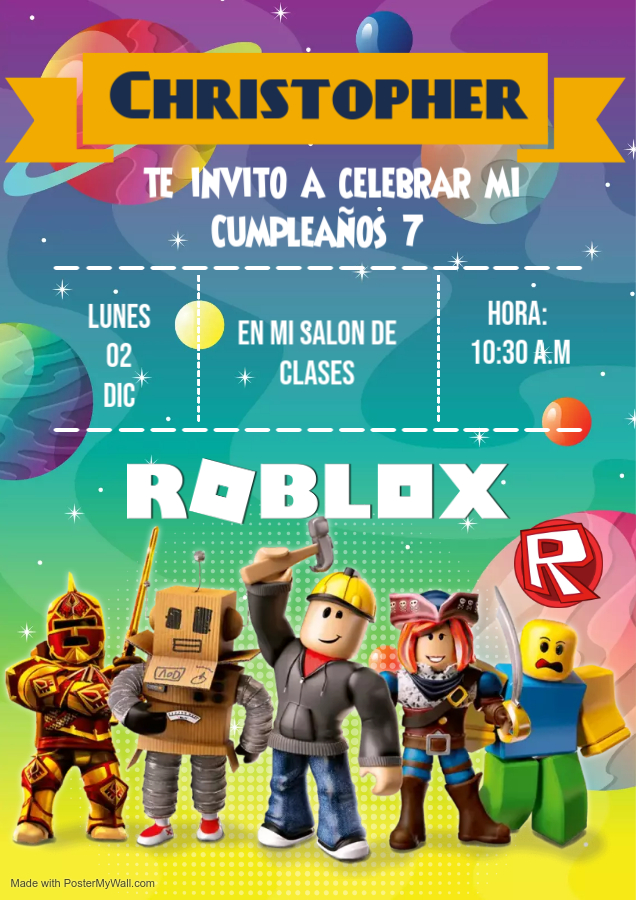 CHRISTOPHER
TE INVITO A CELEBRAR MI
CUMPLEAÑOS 7
LUNES
02
DIC
EN MI SALON DE
CLASES
HORA:
10:30 A.M
ROBLOX
R
Made with PosterMyWall.com